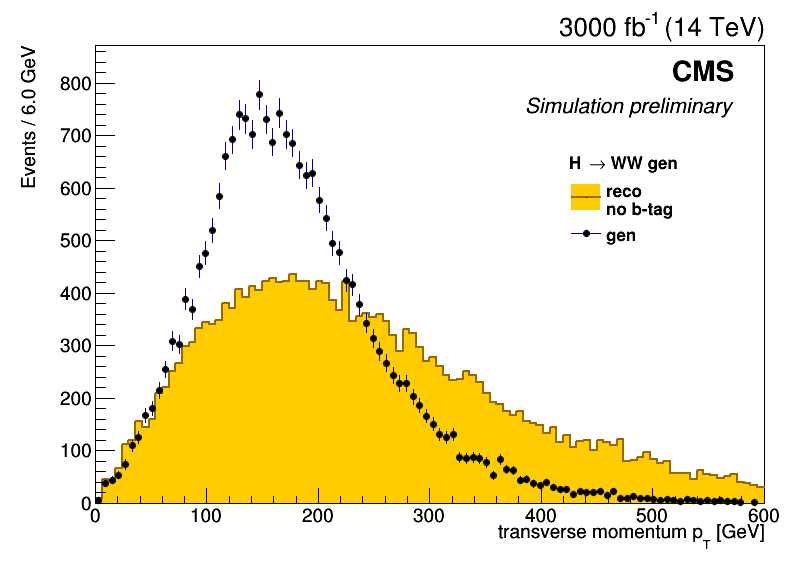 3000 fb-1 (14 TeV)
CMS
Simulation preliminary
H → WW gen
reco
no b-tag
gen
Events / 6.0 GeV
800
700
600
500
400
300
200
100
0
0 100 200 300 400 500 600
transverse momentum pT [GeV]